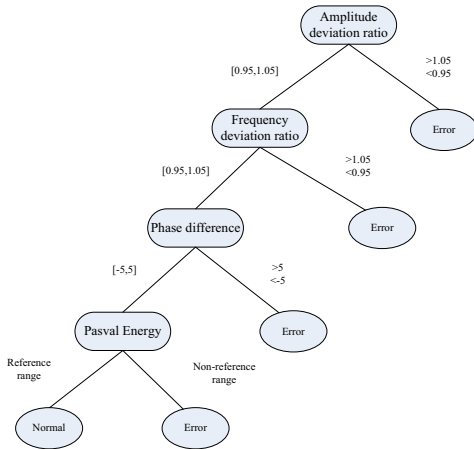 Amplitude
deviation ratio
[0.95,1.05]
>1.05
<0.95
Frequency
deviation ratio
Error
[0.95,1.05]
>1.05
<0.95
Phase difference
Error
[-5,5]
>5
<-5
Pasval Energy
Error
Reference
range
Non-reference
range
Normal
Error